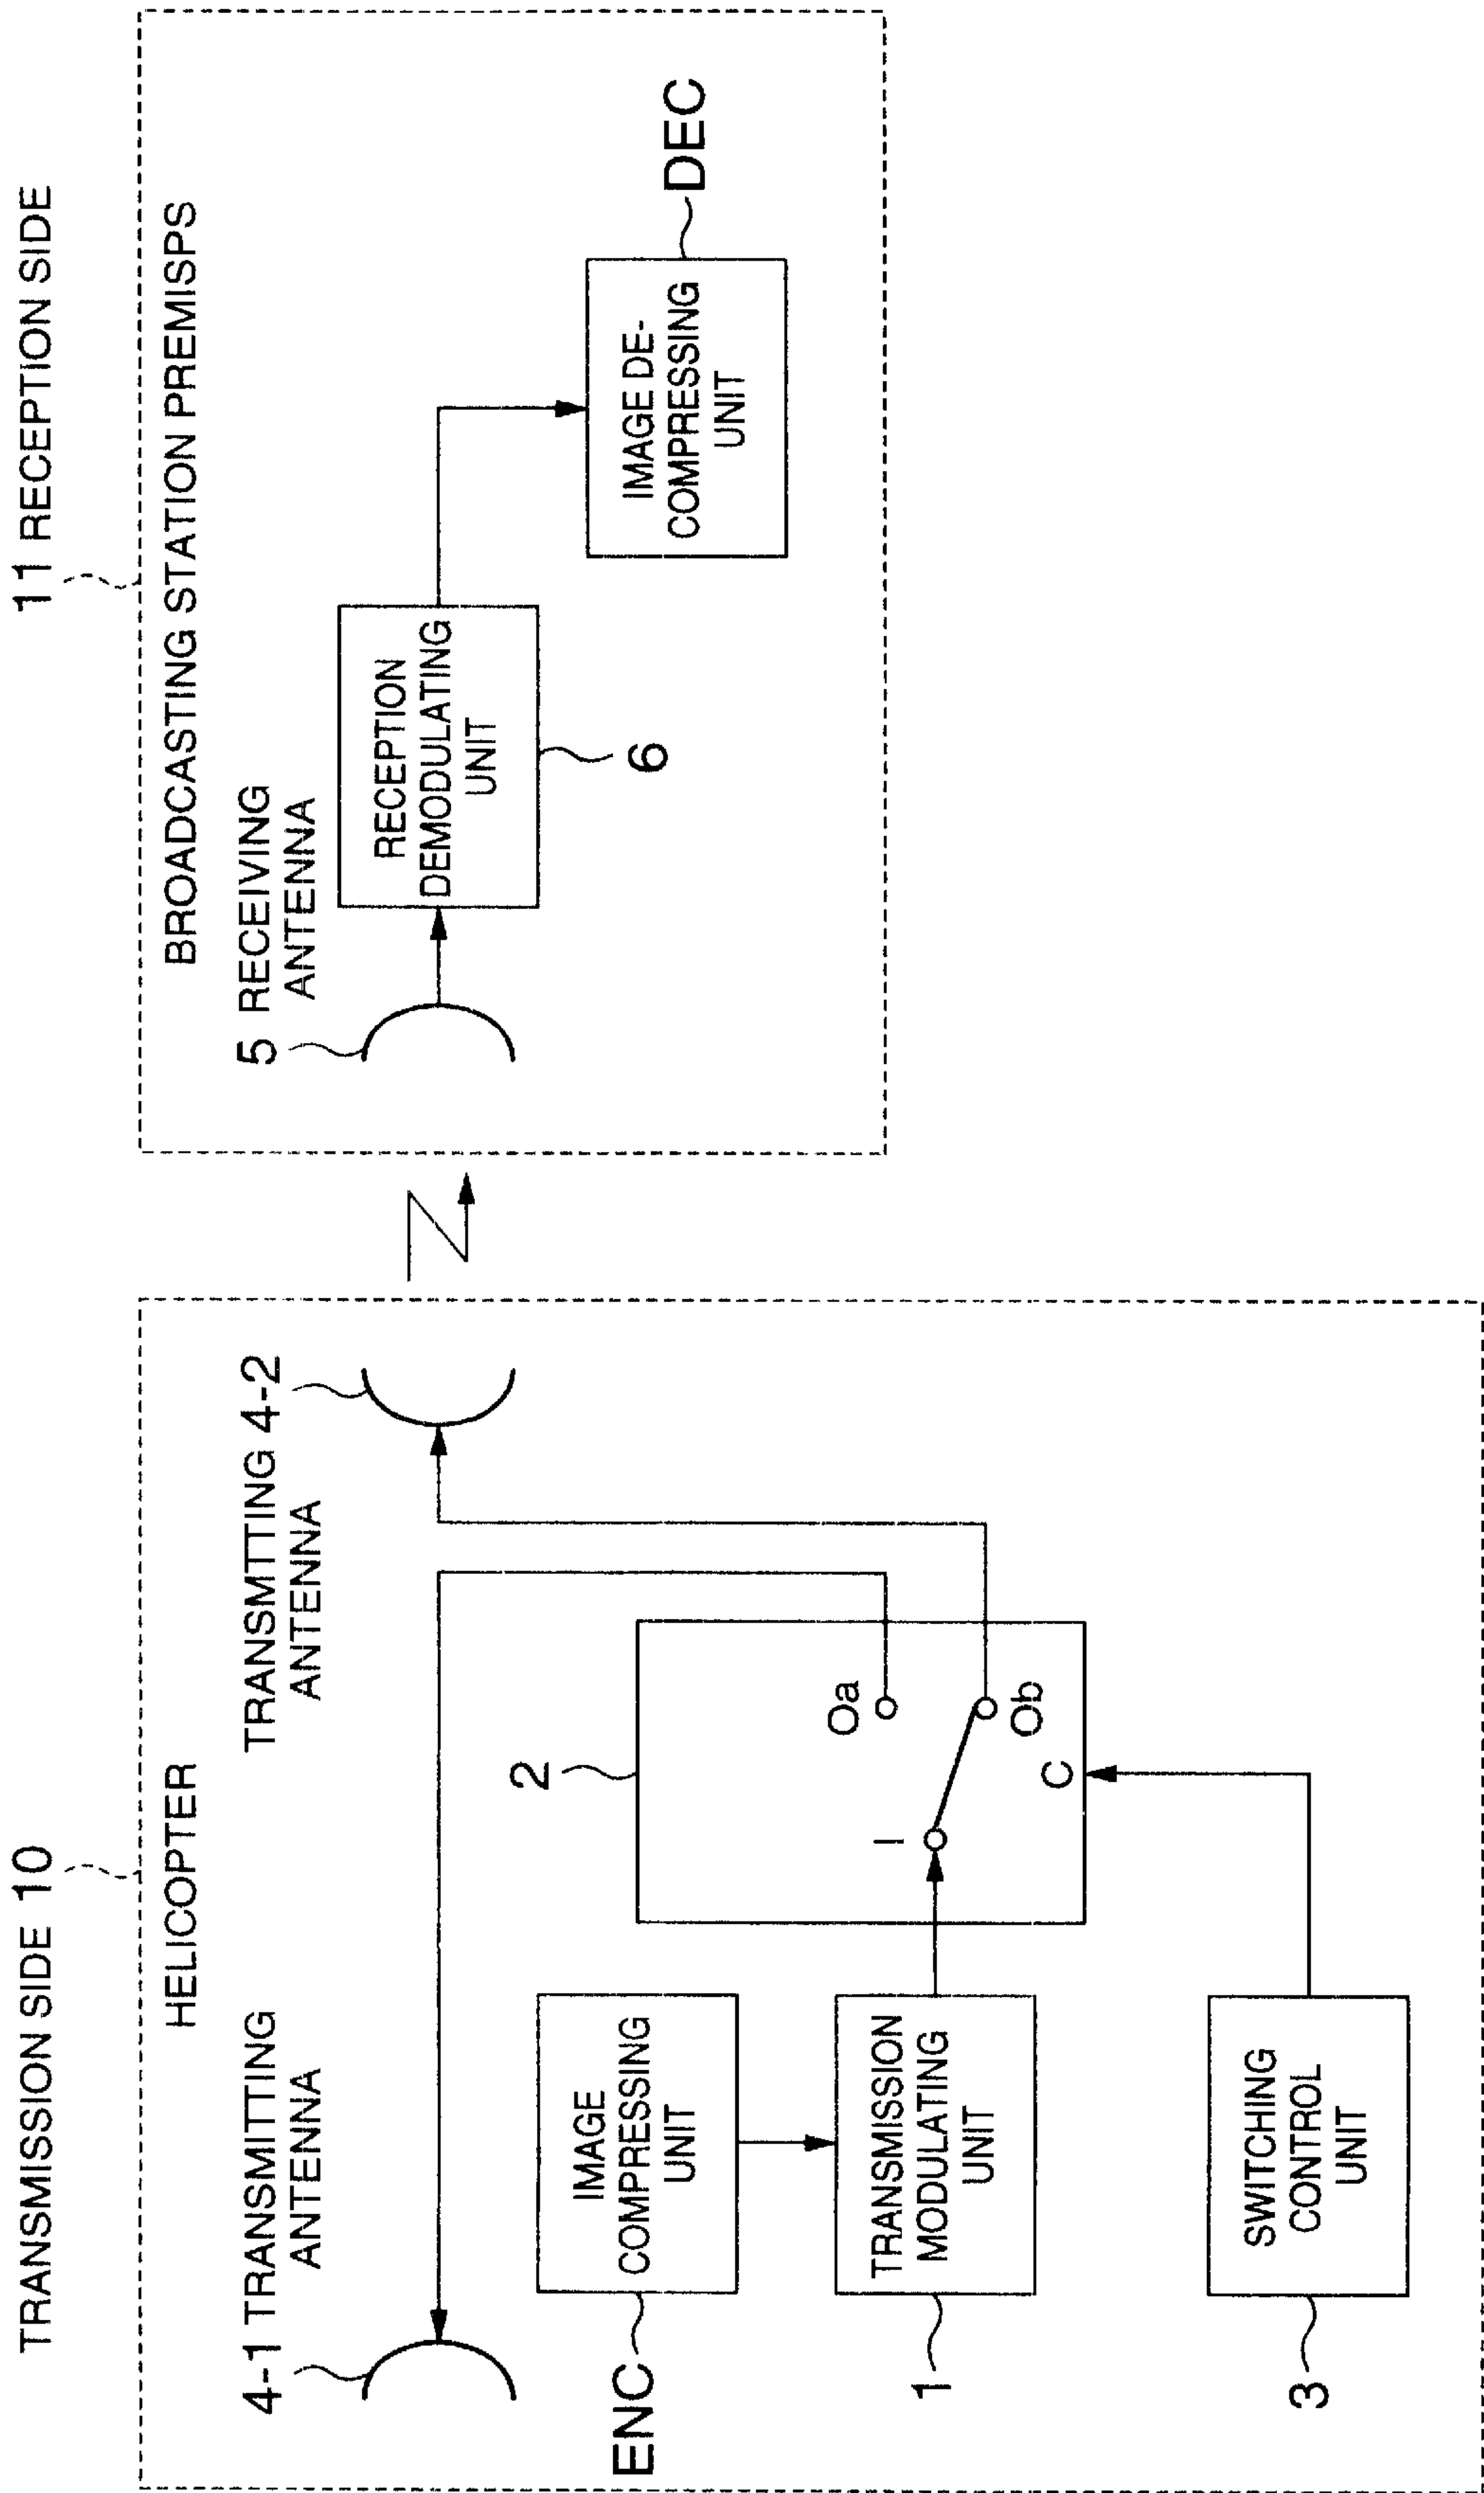 TRANSMISSION SIDE 10
HELICOPTER
4-1 TRANSMITTING
ANTENNA
TRANSMTTING 4-2
ANTENNA
IMAGE
COMPRESSING
UNIT
ENC
TRANSMISSION
MODULATING
UNIT
1
2
I
Oa
Ob
C
SWITCHING
CONTROL
UNIT
3
11 RECEPTION SIDE
BROADCASTING STATION PREMISPS
5 RECEIVING
ANTENNA
RECEPTION
DEMODULATING
UNIT
6
IMAGE DE-
COMPRESSING
UNIT
DEC